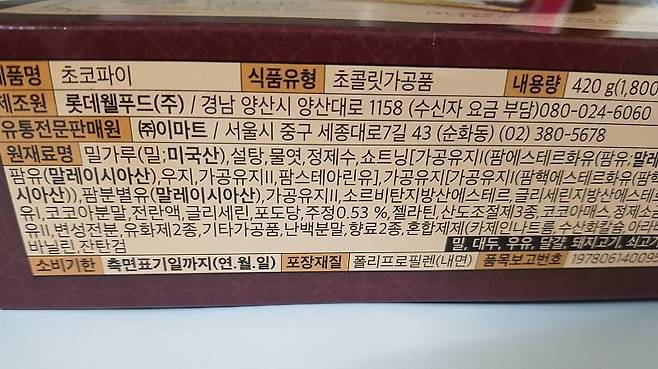 제품명 초코파이 식품유형 초콜릿가공품 내용량 420 g(1,800
제조원 롯데웰푸드(주) / 경남 양산시 양산대로 1158 (수신자 요금 부담)080-024-6060
유통전문판매원 ㈜이마트 / 서울시 중구 세종대로7길 43 (순화동) (02) 380-5678
원재료명 밀가루(밀;미국산),설탕,물엿,정제수,쇼트닝[가공유지I(팜에스테르화유(팜유;말레
팜유(말레이시아산),우지,가공유지II,팜스테아린유],가공유지[가공유지I(팜핵에스테르화유(팜핵
시아산)),팜분별유(말레이시아산),가공유지II,소르비탄지방산에스테르,글리세린지방산에스테르
유I,코코아분말,전란액,글리세린,포도당,주정0.53 %,젤라틴,산도조절제3종,코코아매스,정제소금
유II,변성전분,유화제2종,기타가공품,난백분말,향료2종,혼합제제(카제인나트륨 수산화칼슘 아라
바닐린,잔탄검 밀, 대두, 우유, 달걀, 돼지고기, 쇠고기
소비기한 측면표기일까지(연.월.일) 포장재질 폴리프로필렌(내면) 품목보고번호 1978061400